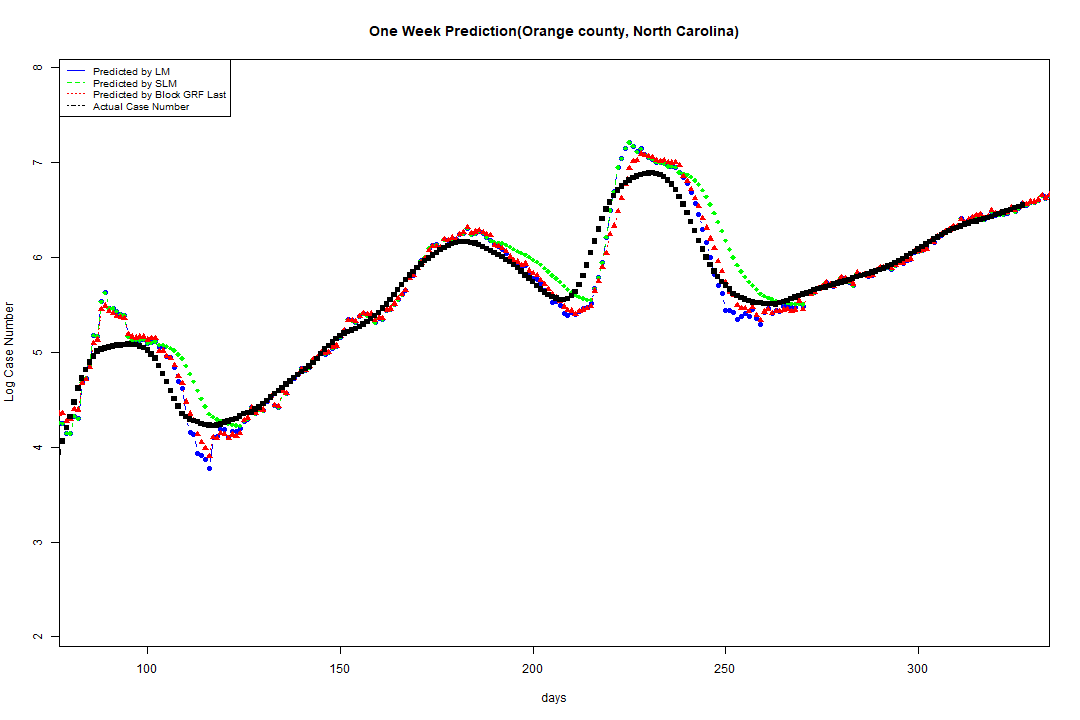 One Week Prediction(Orange county, North Carolina)
Predicted by LM
Predicted by SLM
Predicted by Block GRF Last
Actual Case Number
8
7
6
5
4
3
2
Log Case Number
100 150 200 250 300
days